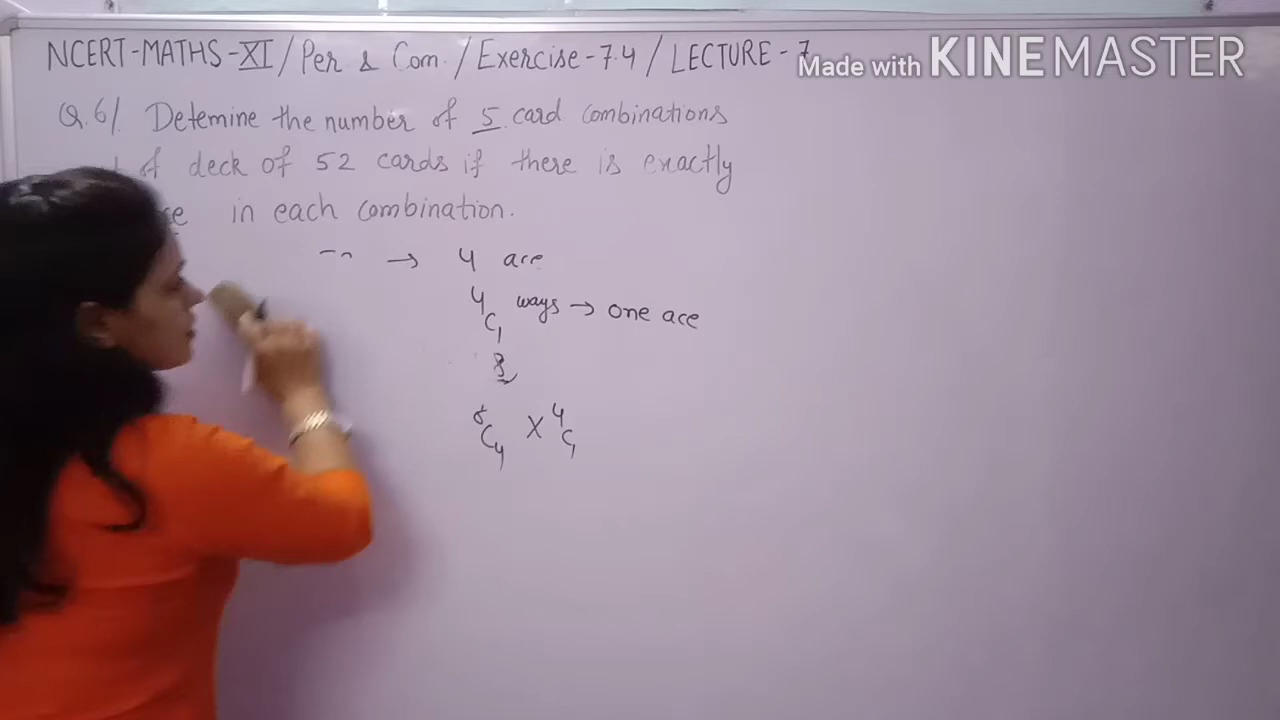 NCERT-MATHS-XI / Per & Com. / Exercise-7.4 / LECTURE-7
Made with KINEMASTER
Q.6/. Detemine the number of 5 card combinations
of deck of 52 cards if there is exactly
in each combination.
→ 4 ace
4C1 ways → one ace
8
8C4 X 4C1